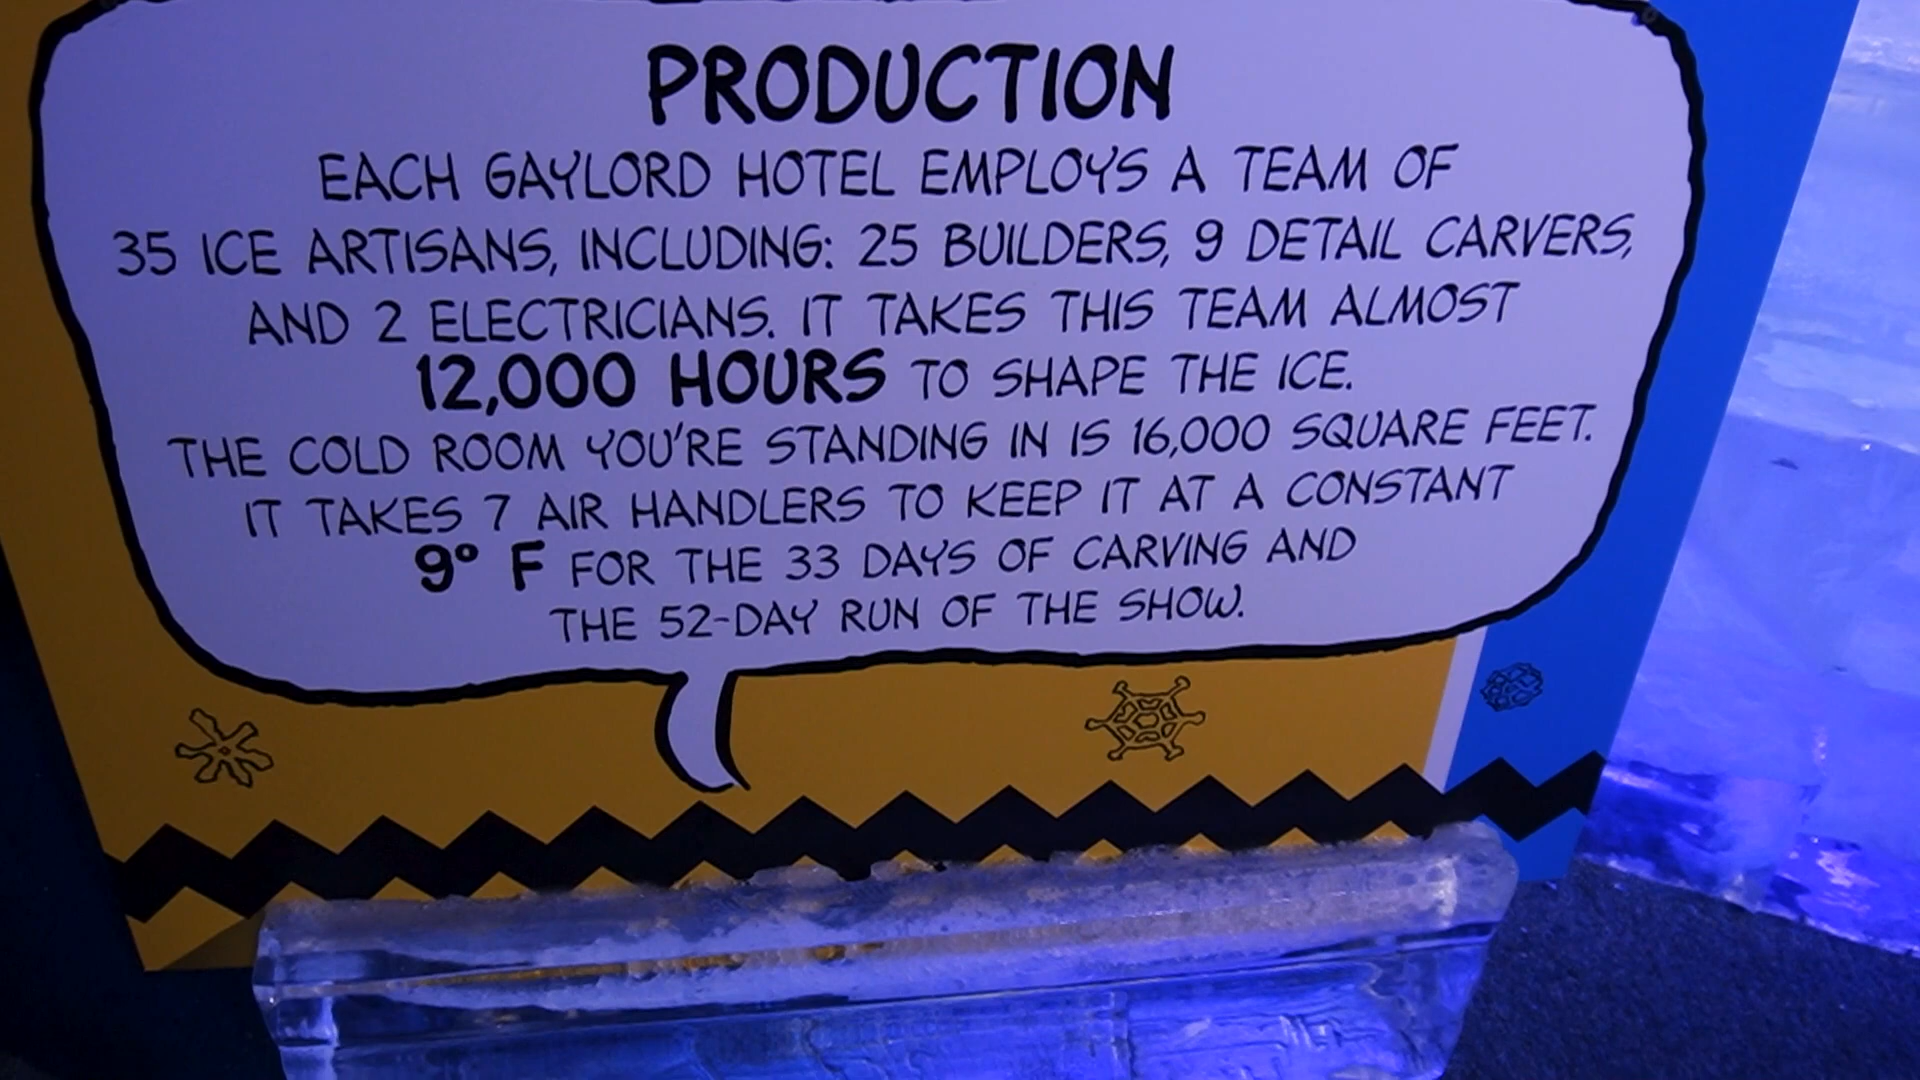 PRODUCTION
EACH GAYLORD HOTEL EMPLOYS A TEAM OF
35 ICE ARTISANS, INCLUDING: 25 BUILDERS, 9 DETAIL CARVERS,
AND 2 ELECTRICIANS. IT TAKES THIS TEAM ALMOST
12,000 HOURS TO SHAPE THE ICE.
THE COLD ROOM YOU'RE STANDING IN IS 16,000 SQUARE FEET.
IT TAKES 7 AIR HANDLERS TO KEEP IT AT A CONSTANT
9° F FOR THE 33 DAYS OF CARVING AND
THE 52-DAY RUN OF THE SHOW.